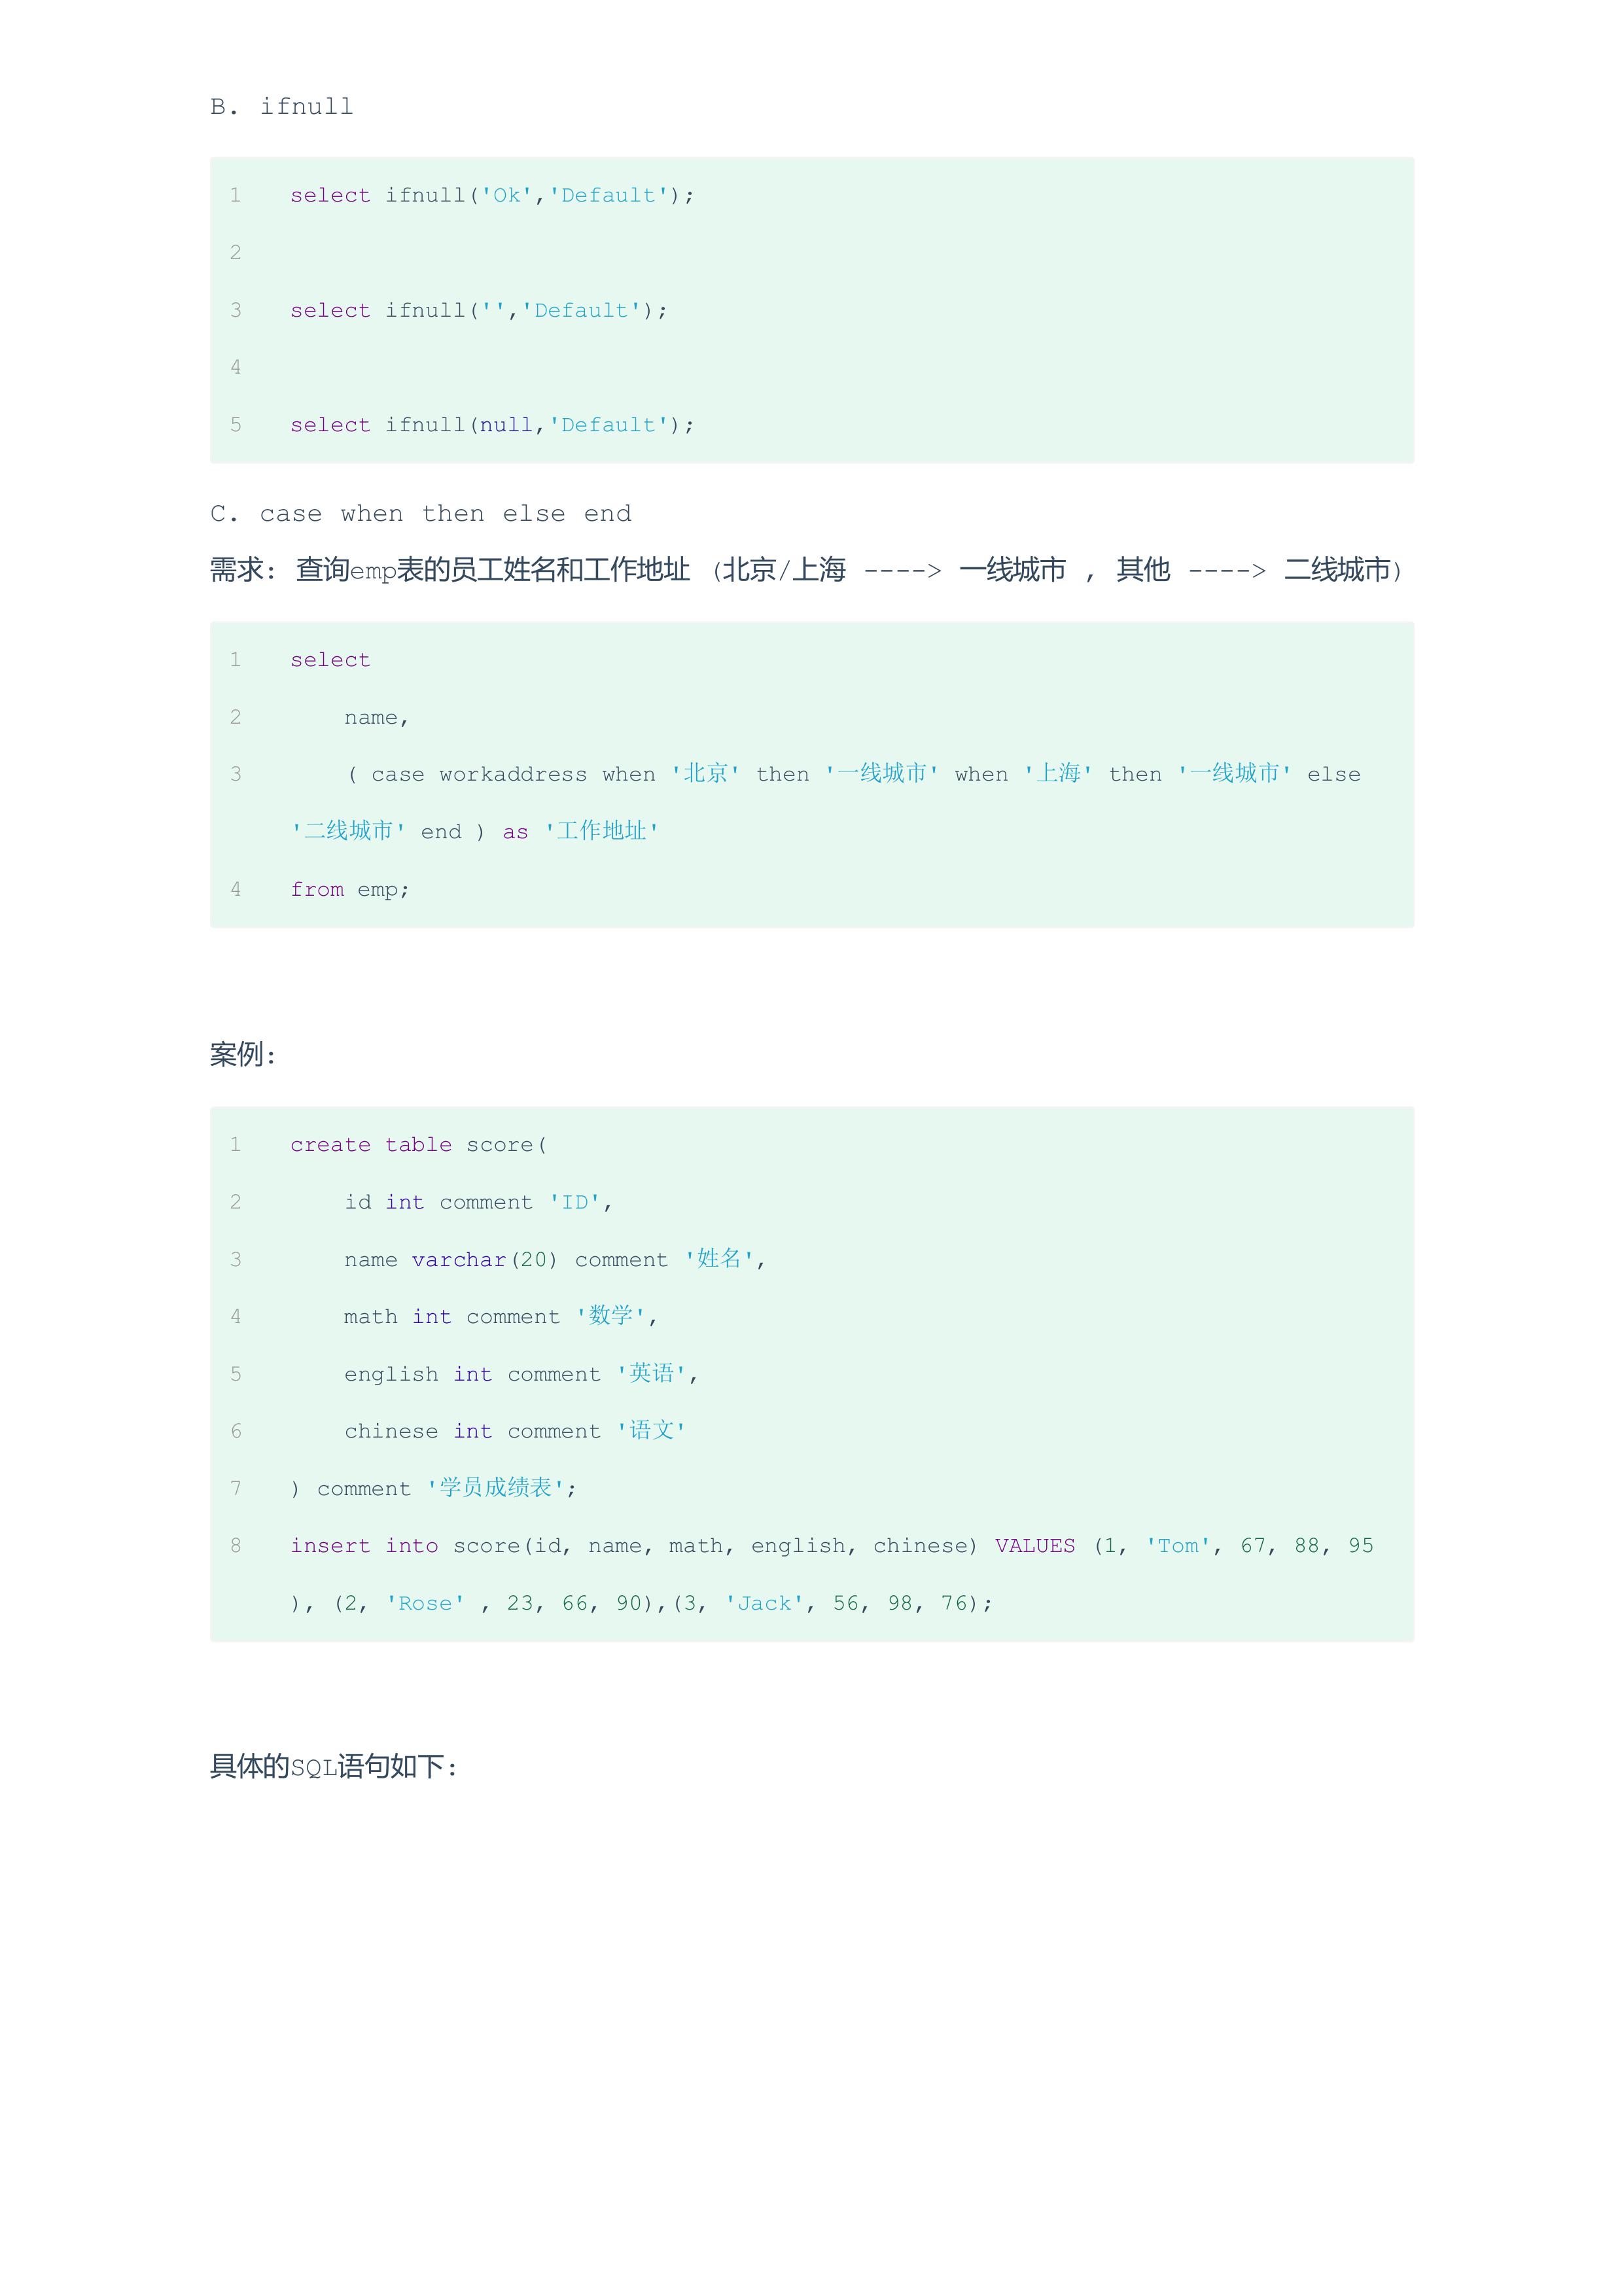 B. ifnull
1 select ifnull('Ok','Default');
2
3 select ifnull('','Default');
4
5 select ifnull(null,'Default');
C. case when then else end
需求: 查询emp表的员工姓名和工作地址 (北京/上海 ----> 一线城市 , 其他 ----> 二线城市)
1 select
2     name,
3     ( case workaddress when '北京' then '一线城市' when '上海' then '一线城市' else
'二线城市' end ) as '工作地址'
4 from emp;
案例:
1 create table score(
2     id int comment 'ID',
3     name varchar(20) comment '姓名',
4     math int comment '数学',
5     english int comment '英语',
6     chinese int comment '语文'
7 ) comment '学员成绩表';
8 insert into score(id, name, math, english, chinese) VALUES (1, 'Tom', 67, 88, 95
), (2, 'Rose' , 23, 66, 90),(3, 'Jack', 56, 98, 76);
具体的SQL语句如下: